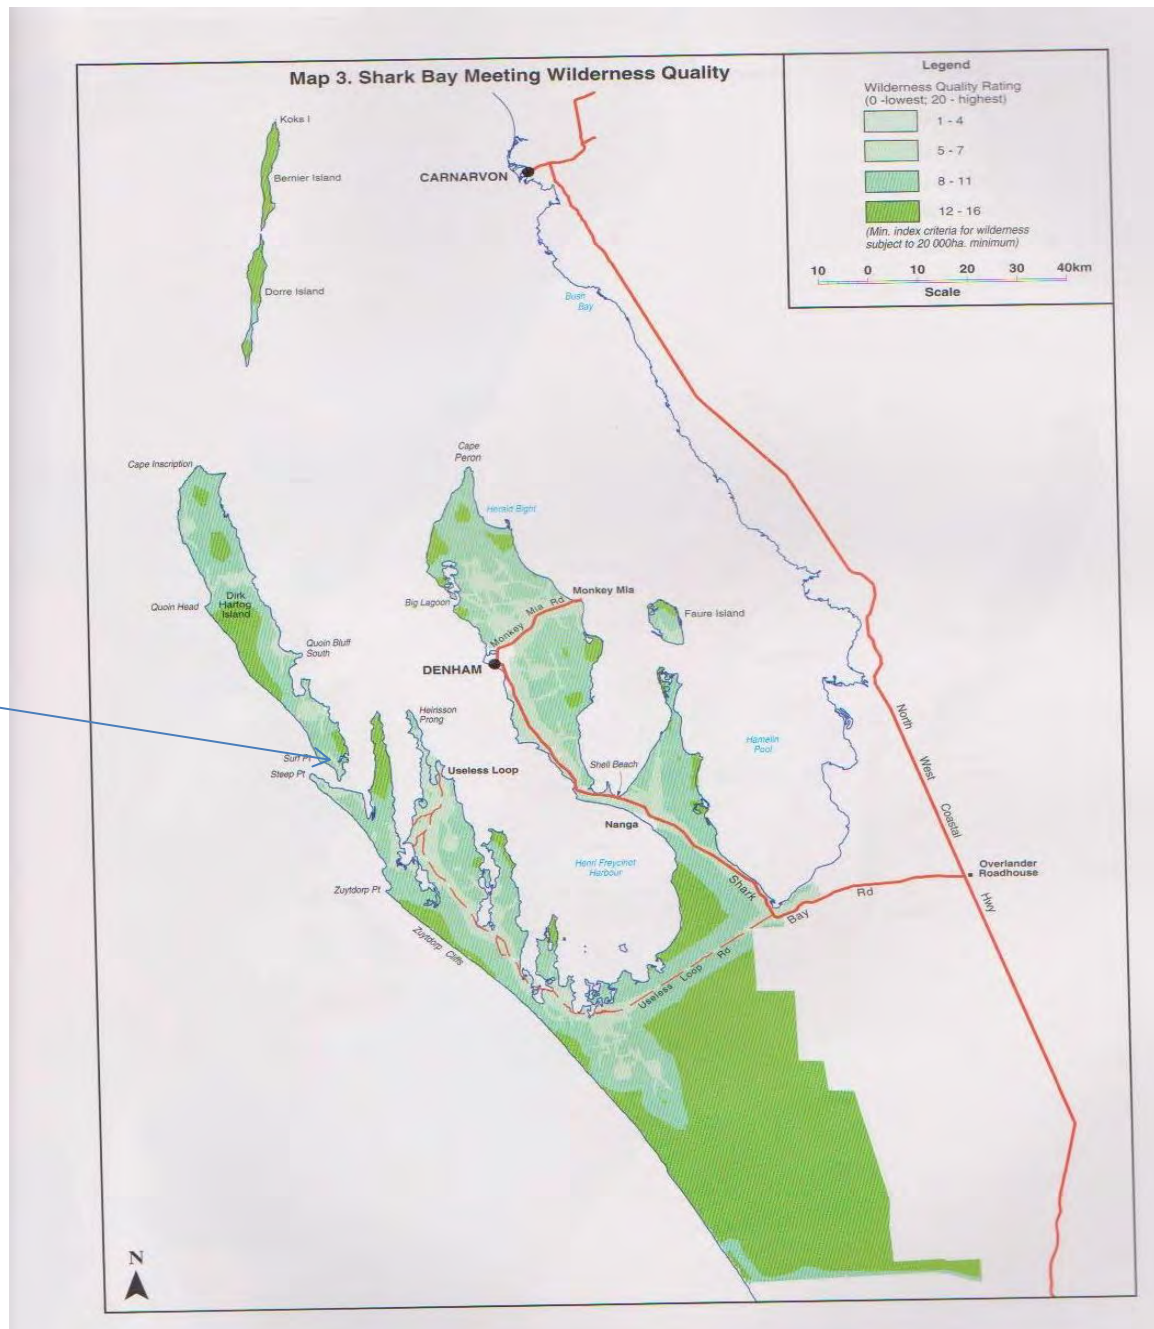 Map 3. Shark Bay Meeting Wilderness Quality
Legend
Wilderness Quality Rating
(0 -lowest; 20 - highest)
1 - 4
5 - 7
8 - 11
12 - 16
(Min. index criteria for wilderness
subject to 20 000ha. minimum)
10 0 10 20 30 40km
Scale
Koks I
Bernier Island
CARNARVON
Dorre Island
Bush
Bay
Cape
Peron
Cape Inscription
Herald Bight
Monkey Mia
Dirk
Hartog
Island
Quoin Head
Big Lagoon
Monkey Mia Rd
Faure Island
Quoin Bluff
South
DENHAM
Heirisson
Prong
North West Coastal Hwy
Hamelin
Pool
Surf Pt
Steep Pt
Useless Loop
Shell Beach
Nanga
Henri Freycinet
Harbour
Overlander
Roadhouse
Zuytdorp Pt
Shark Bay Rd
Zuytdorp Cliffs
Useless Loop Rd
N